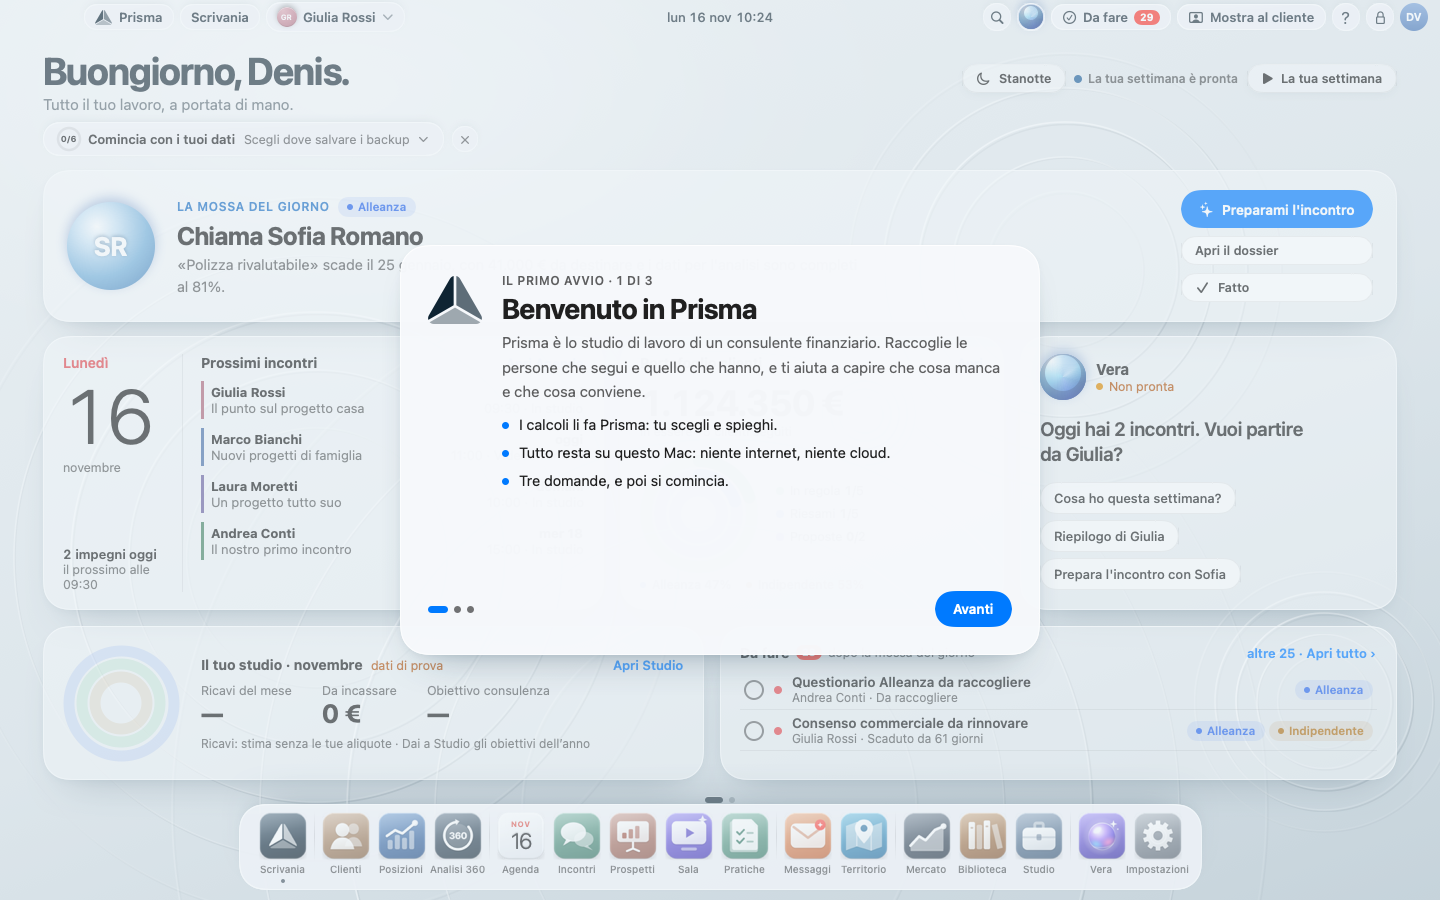 Prisma
Scrivania
GR
Giulia Rossi
lun 16 nov 10:24
Da fare 29
Mostra al cliente
?
DV
Buongiorno, Denis.
Tutto il tuo lavoro, a portata di mano.
Stanotte
La tua settimana è pronta
La tua settimana
0/6 Comincia con i tuoi dati Scegli dove salvare i backup
SR
LA MOSSA DEL GIORNO
Alleanza
Chiama Sofia Romano
«Polizza rivalutabile» scade il 25
al 81%.
Preparami l'incontro
Apri il dossier
Fatto
IL PRIMO AVVIO · 1 DI 3
Benvenuto in Prisma
Prisma è lo studio di lavoro di un consulente finanziario. Raccoglie le
persone che segui e quello che hanno, e ti aiuta a capire che cosa manca
e che cosa conviene.
I calcoli li fa Prisma: tu scegli e spieghi.
Tutto resta su questo Mac: niente internet, niente cloud.
Tre domande, e poi si comincia.
Avanti
1.124.350 €
Lunedì
16
novembre
2 impegni oggi
il prossimo alle
09:30
Prossimi incontri
Giulia Rossi
Il punto sul progetto casa
Marco Bianchi
Nuovi progetti di famiglia
Laura Moretti
Un progetto tutto suo
Andrea Conti
Il nostro primo incontro
Vera
Non pronta
Oggi hai 2 incontri. Vuoi partire
da Giulia?
Cosa ho questa settimana?
Riepilogo di Giulia
Prepara l'incontro con Sofia
Il tuo studio · novembre dati di prova
Apri Studio
Ricavi del mese
—
Da incassare
0 €
Obiettivo consulenza
—
Ricavi: stima senza le tue aliquote · Dai a Studio gli obiettivi dell'anno
Da fare
dopo la mossa del giorno
altre 25 · Apri tutto ›
Questionario Alleanza da raccogliere
Andrea Conti · Da raccogliere
Alleanza
Consenso commerciale da rinnovare
Giulia Rossi · Scaduto da 61 giorni
Alleanza
Indipendente
360
NOV
16
Scrivania
Clienti
Posizioni
Analisi 360
Agenda
Incontri
Prospetti
Sala
Pratiche
Messaggi
Territorio
Mercato
Biblioteca
Studio
Vera
Impostazioni